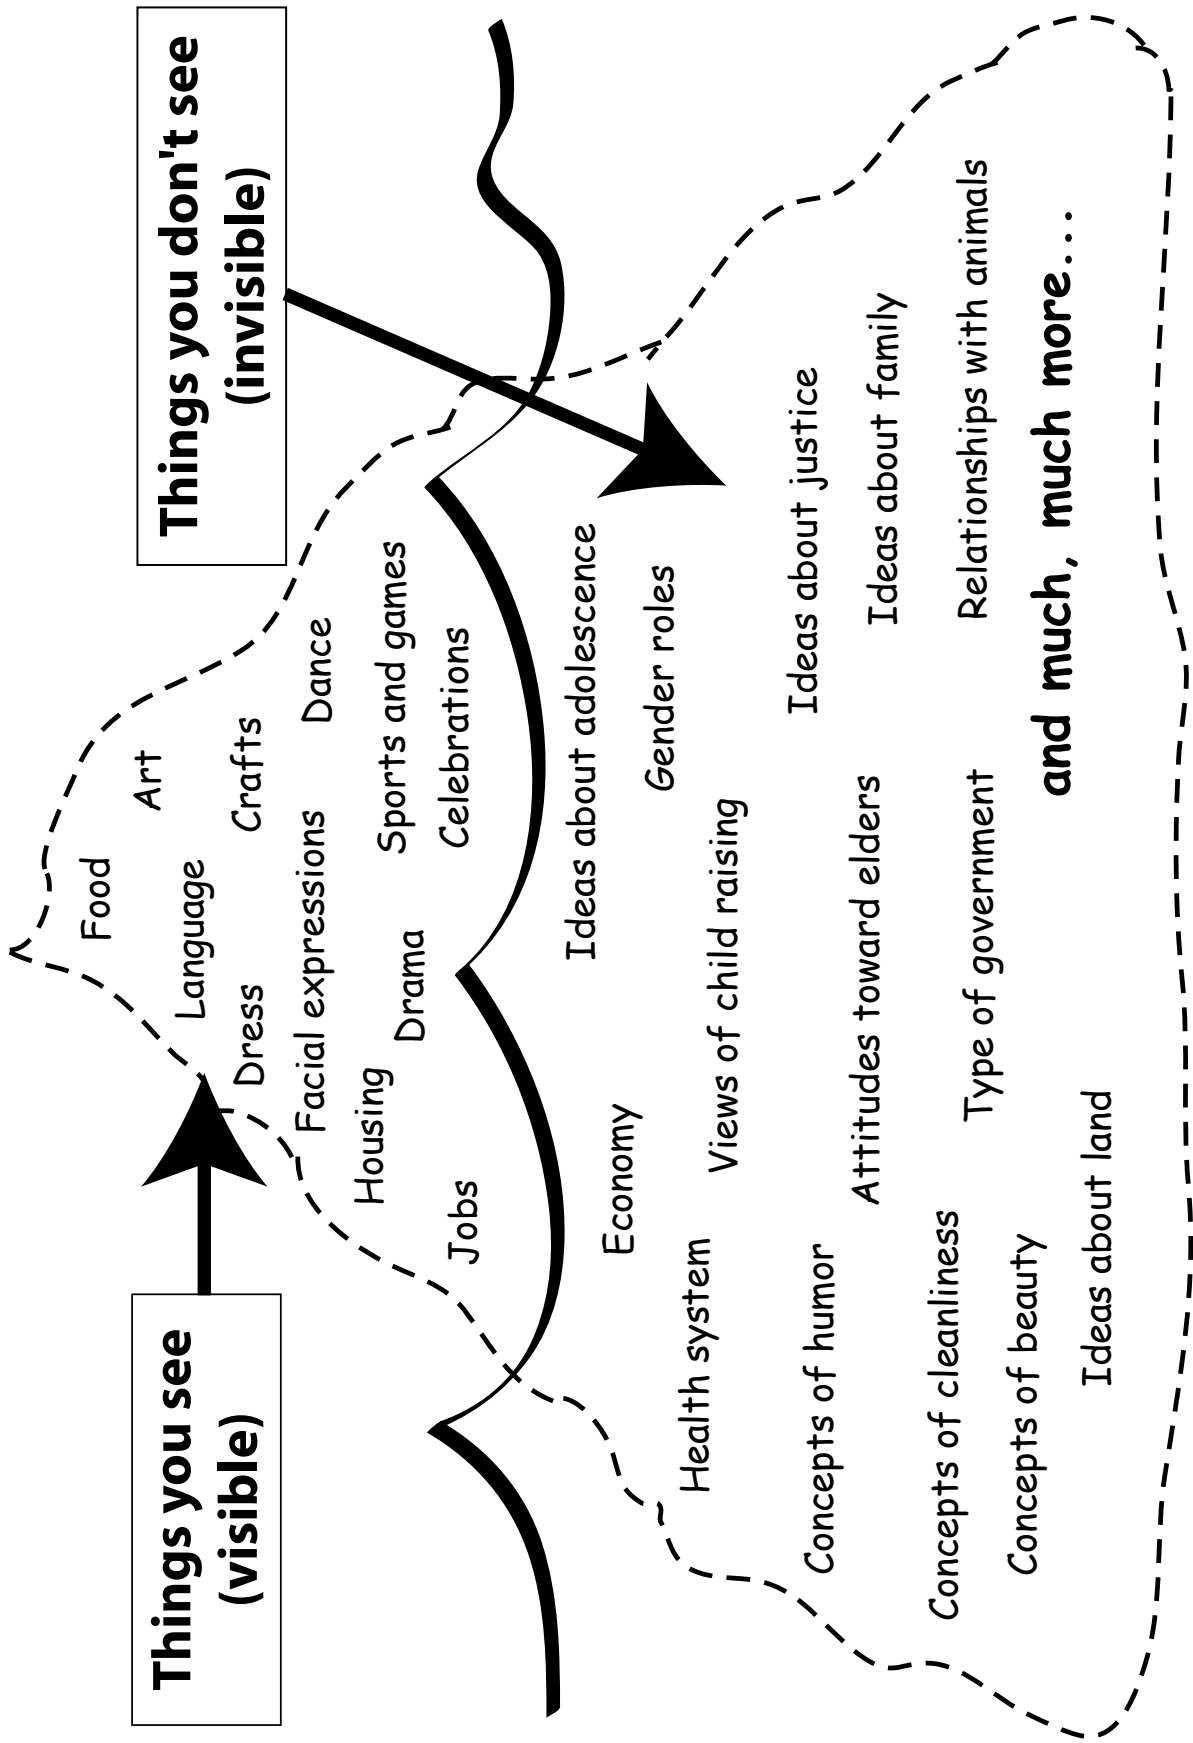 Things you see
(visible)
Things you don't see
(invisible)
Food
Art
Language
Crafts
Dress
Dance
Facial expressions
Housing
Sports and games
Drama
Celebrations
Jobs
Ideas about adolescence
Economy
Gender roles
Health system
Views of child raising
Ideas about justice
Concepts of humor
Attitudes toward elders
Ideas about family
Concepts of cleanliness
Type of government
Relationships with animals
Concepts of beauty
and much, much more...
Ideas about land